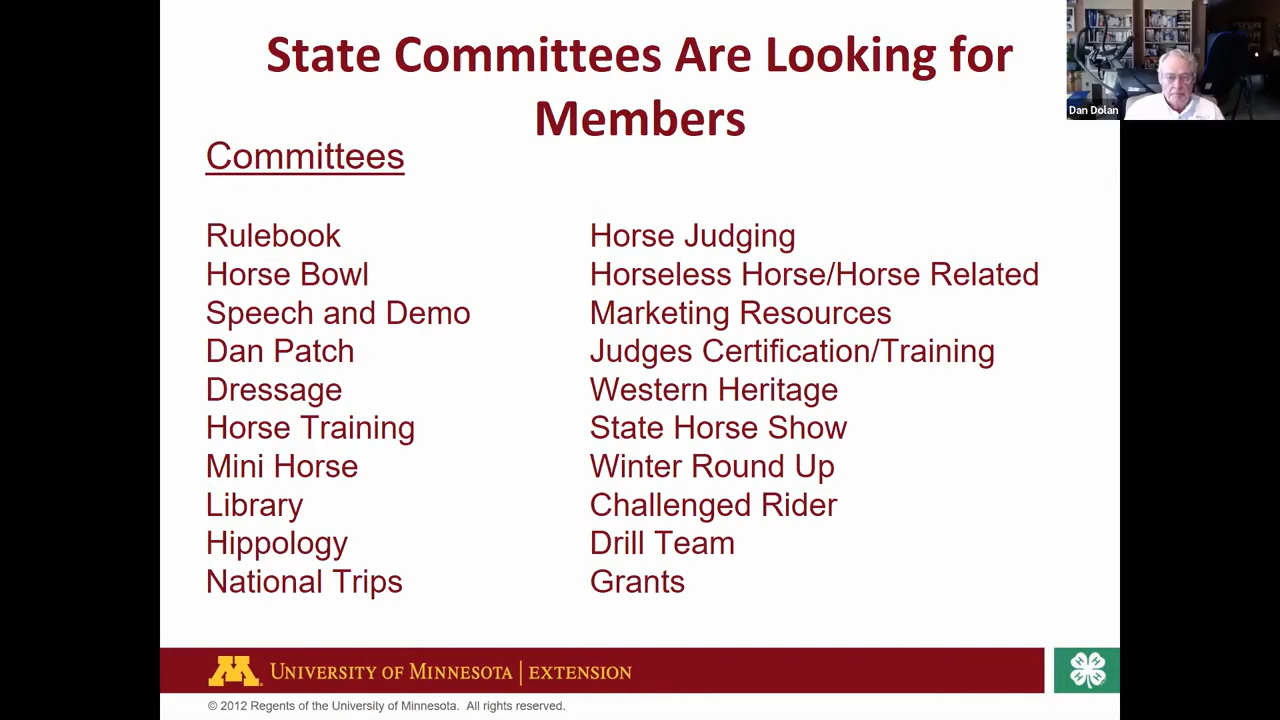 State Committees Are Looking for
Members
Dan Dolan
Committees
Rulebook
Horse Bowl
Speech and Demo
Dan Patch
Dressage
Horse Training
Mini Horse
Library
Hippology
National Trips
Horse Judging
Horseless Horse/Horse Related
Marketing Resources
Judges Certification/Training
Western Heritage
State Horse Show
Winter Round Up
Challenged Rider
Drill Team
Grants
M
UNIVERSITY OF MINNESOTA | EXTENSION
H H H H
© 2012 Regents of the University of Minnesota. All rights reserved.